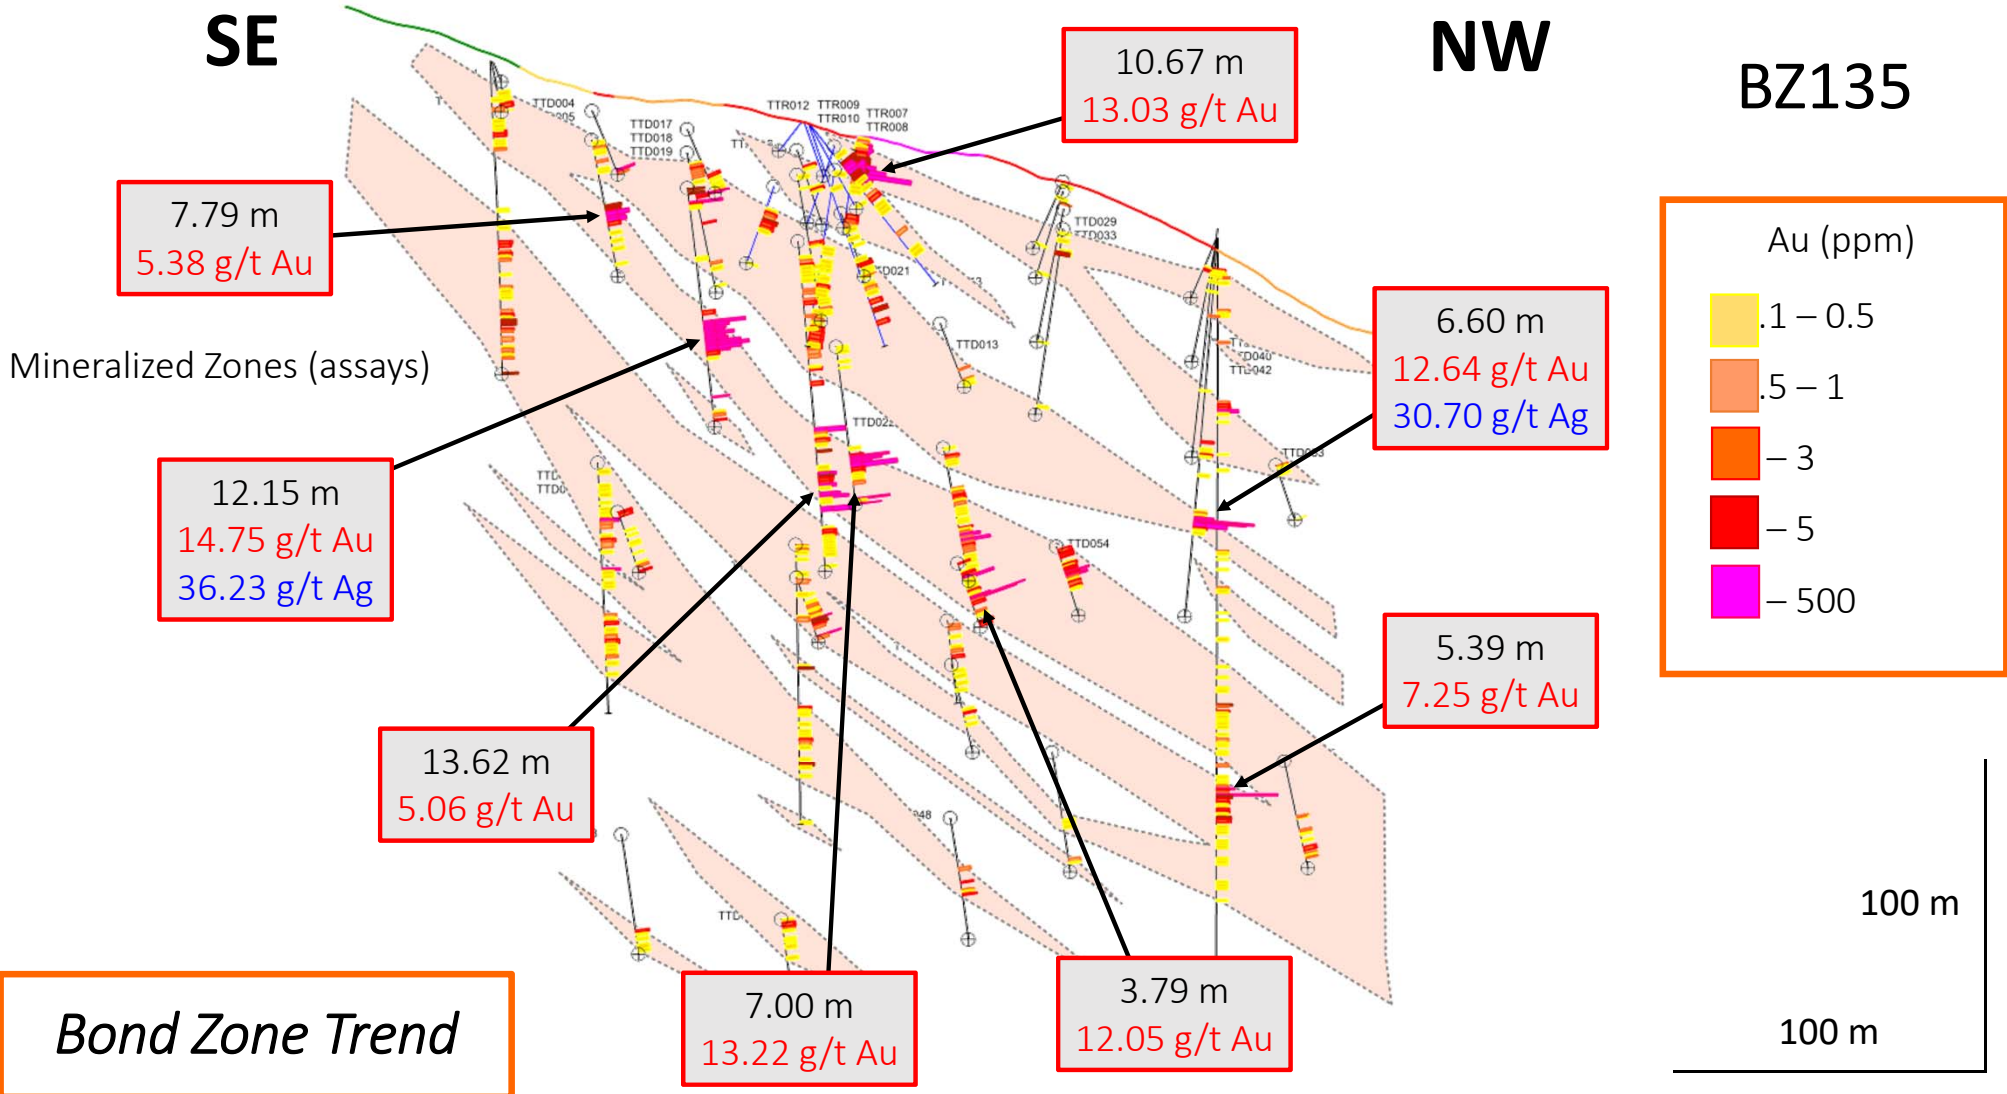 SE
NW
BZ135
10.67 m
13.03 g/t Au
TTR012
TTR009
TTR010
TTR007
TTR008
TTD004
TTD017
TTD018
TTD019
7.79 m
5.38 g/t Au
Au (ppm)
.1 – 0.5
.5 – 1
– 3
– 5
– 500
TTD029
6.60 m
12.64 g/t Au
30.70 g/t Ag
TTD013
Mineralized Zones (assays)
12.15 m
14.75 g/t Au
36.23 g/t Ag
TTD054
5.39 m
7.25 g/t Au
13.62 m
5.06 g/t Au
100 m
100 m
7.00 m
13.22 g/t Au
3.79 m
12.05 g/t Au
Bond Zone Trend